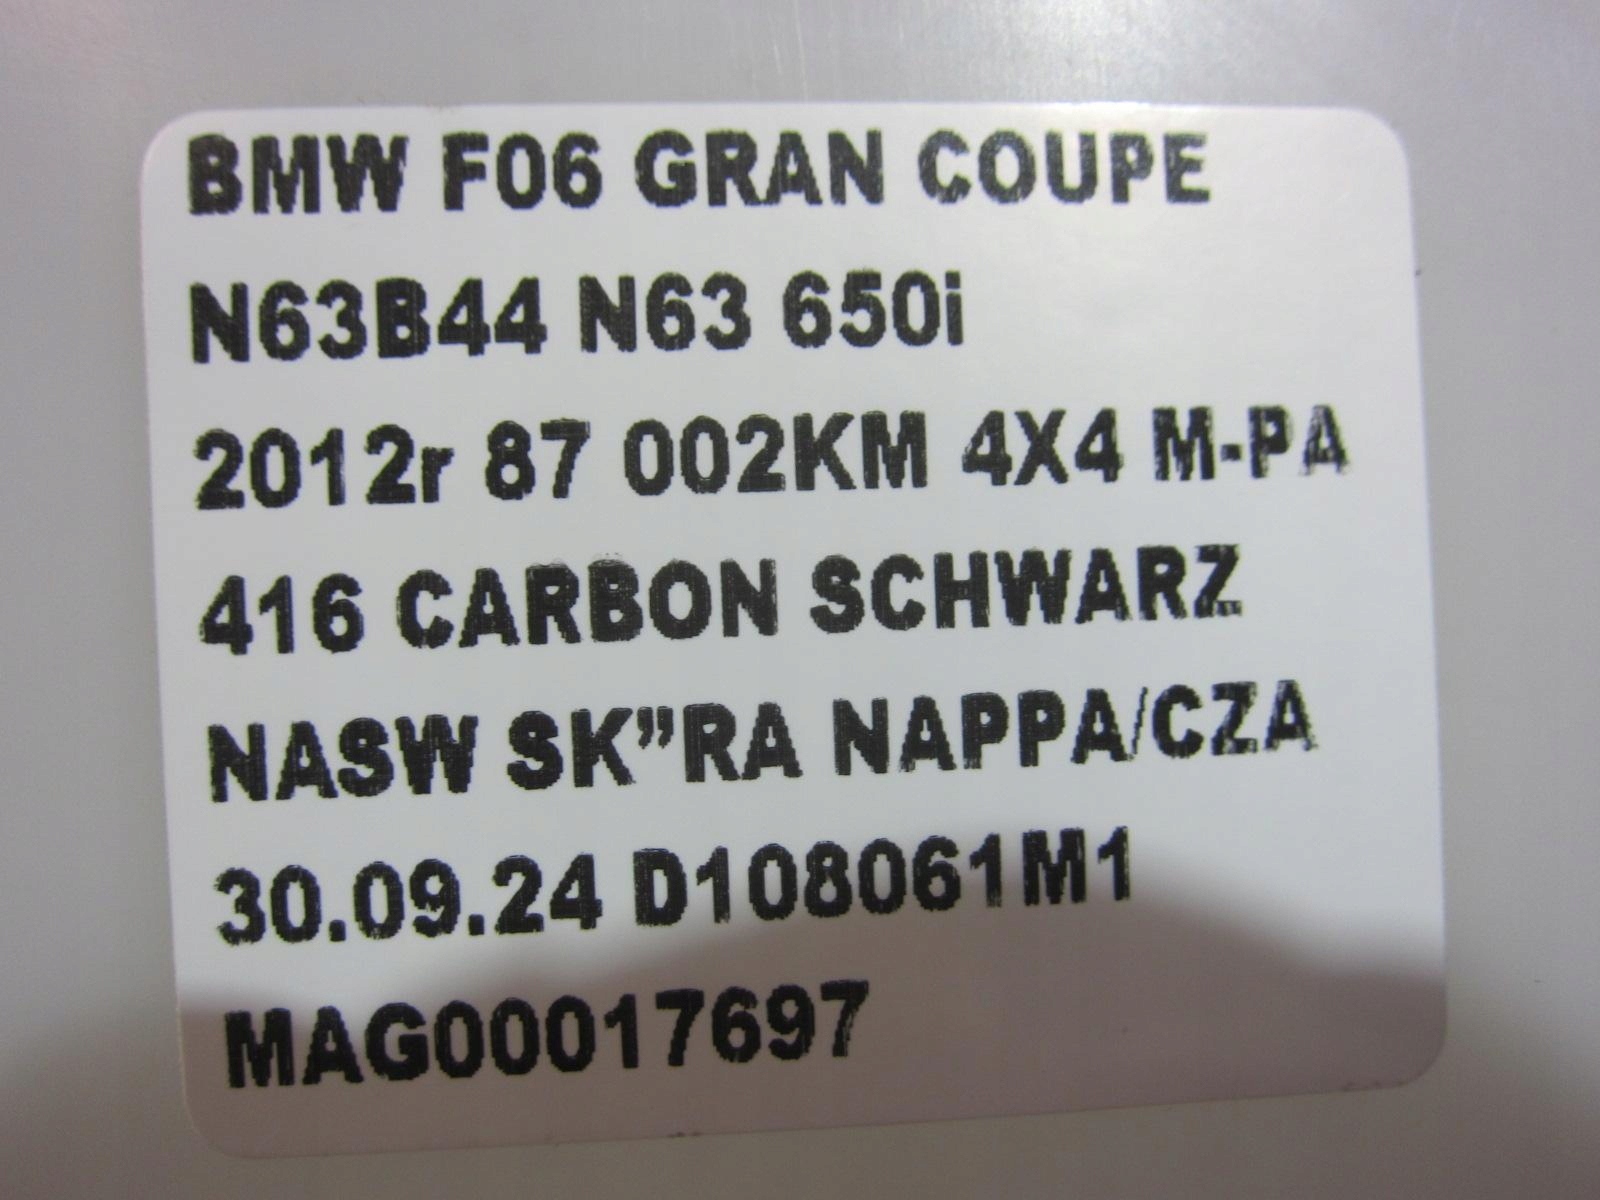 BMW F06 GRAN COUPE
N63B44 N63 650i
2012r 87 002KM 4X4 M-PA
416 CARBON SCHWARZ
NASW SK”RA NAPPA/CZA
30.09.24 D108061M1
MAG00017697